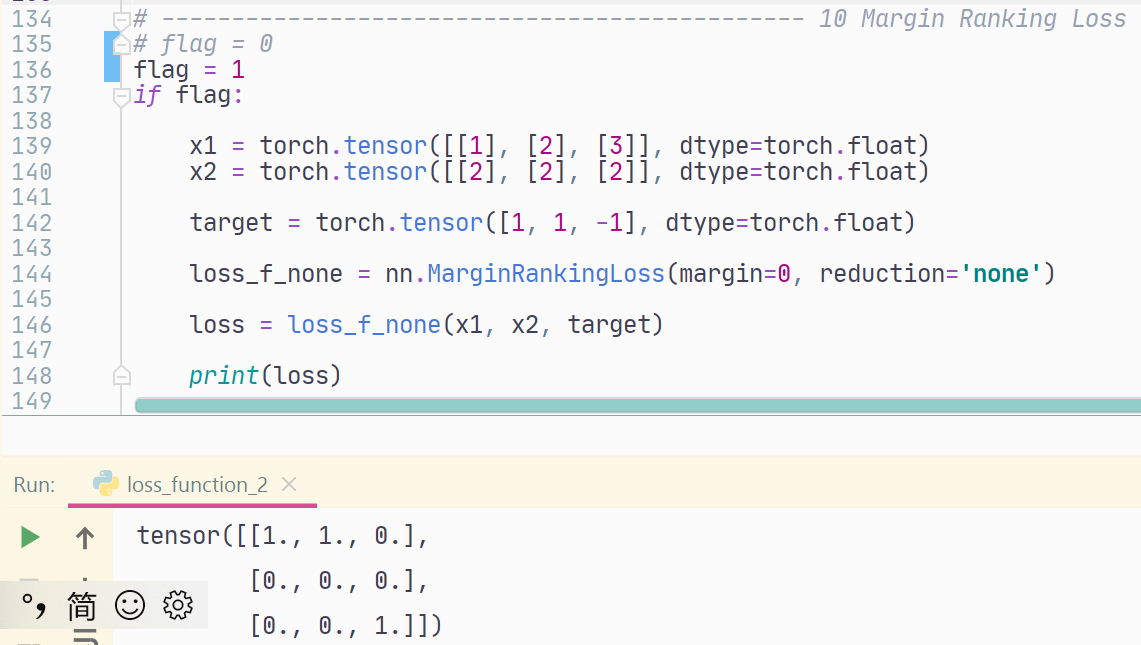 134 # ---------------------------------------------- 10 Margin Ranking Loss
135 # flag = 0
136 flag = 1
137 if flag:
138
139     x1 = torch.tensor([[1], [2], [3]], dtype=torch.float)
140     x2 = torch.tensor([[2], [2], [2]], dtype=torch.float)
141
142     target = torch.tensor([1, 1, -1], dtype=torch.float)
143
144     loss_f_none = nn.MarginRankingLoss(margin=0, reduction='none')
145
146     loss = loss_f_none(x1, x2, target)
147
148     print(loss)
149
Run: loss_function_2
tensor([[1., 1., 0.],
        [0., 0., 0.],
        [0., 0., 1.]])
简